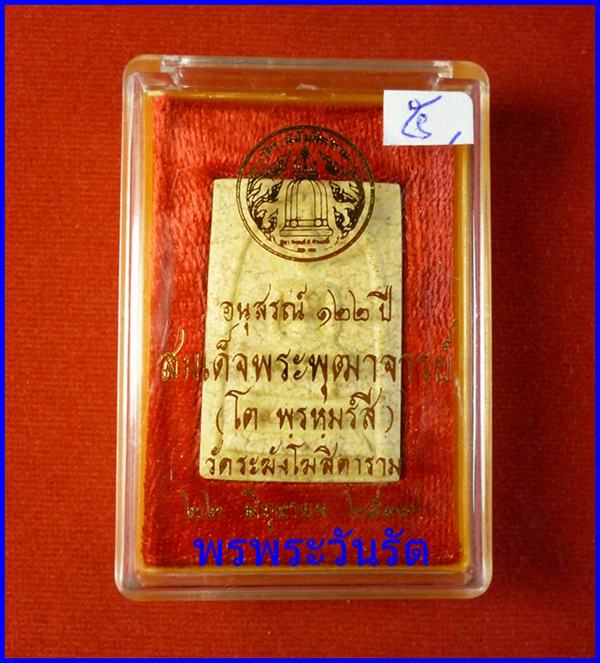 อนุสรณ์ ๑๒๒ ปี
สมเด็จพระพุฒาจารย์
(โต พฺรหฺมรํสี)
วัดระฆังโฆสิตาราม
๒๒ มิถุนายน ๒๕๓๗
พรพระวันรัต